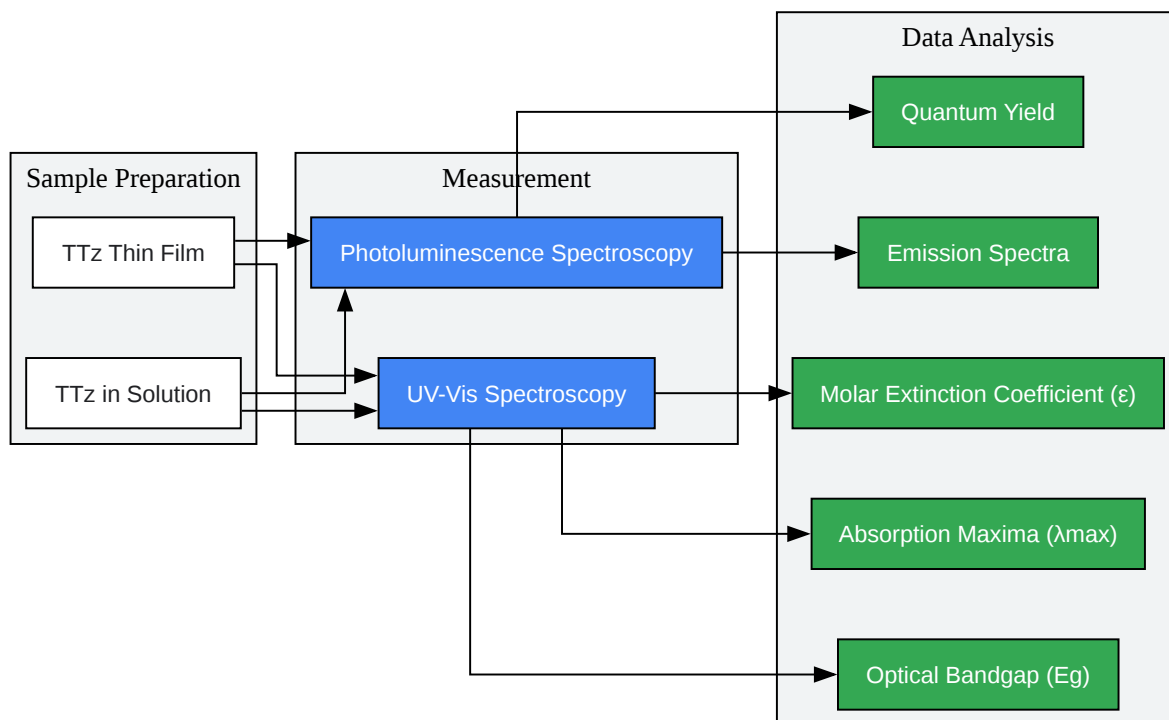 Sample Preparation
TTz Thin Film
TTz in Solution
Measurement
Photoluminescence Spectroscopy
UV-Vis Spectroscopy
Data Analysis
Quantum Yield
Emission Spectra
Molar Extinction Coefficient (ε)
Absorption Maxima (λmax)
Optical Bandgap (Eg)